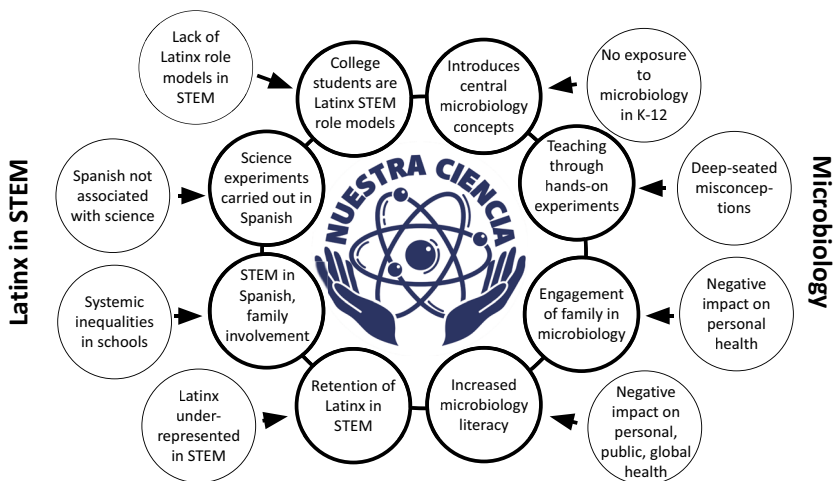 Lack of
Latinx role
models in
STEM
College
students are
Latinx STEM
role models
Introduces
central
microbiology
concepts
No exposure
to
microbiology
in K-12
Spanish not
associated
with science
Science
experiments
carried out in
Spanish
NUESTRA CIENCIA
Teaching
through
hands-on
experiments
Deep-seated
misconcep-
tions
Latinx in STEM
Microbiology
Systemic
inequalities
in schools
STEM in
Spanish,
family
involvement
Engagement
of family in
microbiology
Negative
impact on
personal
health
Latinx
under-
represented
in STEM
Retention of
Latinx in
STEM
Increased
microbiology
literacy
Negative
impact on
personal,
public, global
health